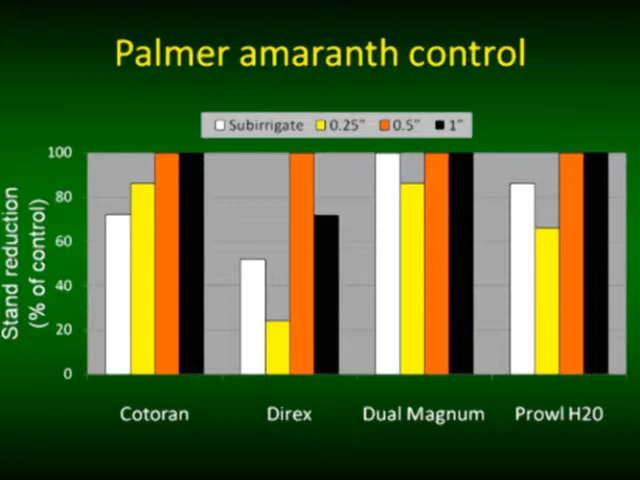 Palmer amaranth control
Subirrigate 0.25" 0.5" 1"
Stand reduction
(% of control)
100
80
60
40
20
0
Cotoran Direx Dual Magnum Prowl H20